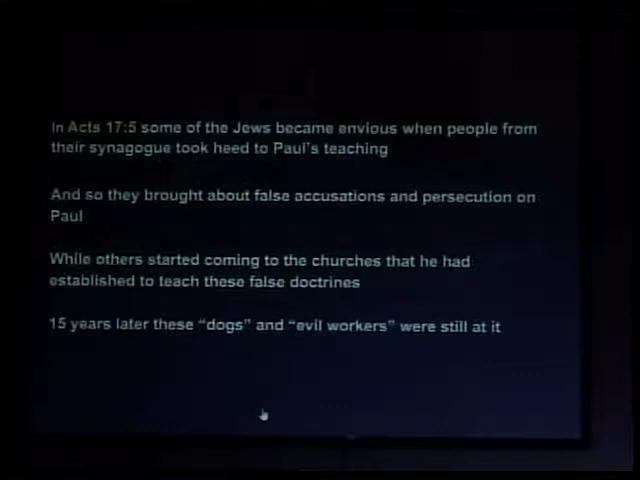 In Acts 17:5 some of the Jews became envious when people from
their synagogue took heed to Paul's teaching
And so they brought about false accusations and persecution on
Paul
While others started coming to the churches that he had
established to teach these false doctrines
15 years later these “dogs” and “evil workers” were still at it